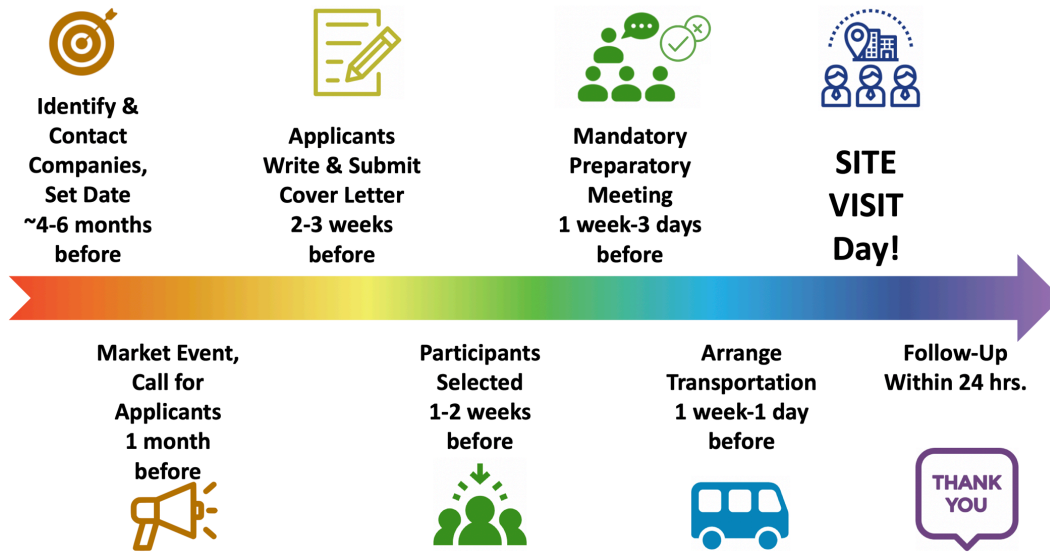 Identify &
Contact
Companies,
Set Date
~4-6 months
before
Applicants
Write & Submit
Cover Letter
2-3 weeks
before
Mandatory
Preparatory
Meeting
1 week-3 days
before
SITE
VISIT
Day!
Market Event,
Call for
Applicants
1 month
before
Participants
Selected
1-2 weeks
before
Arrange
Transportation
1 week-1 day
before
Follow-Up
Within 24 hrs.
THANK
YOU